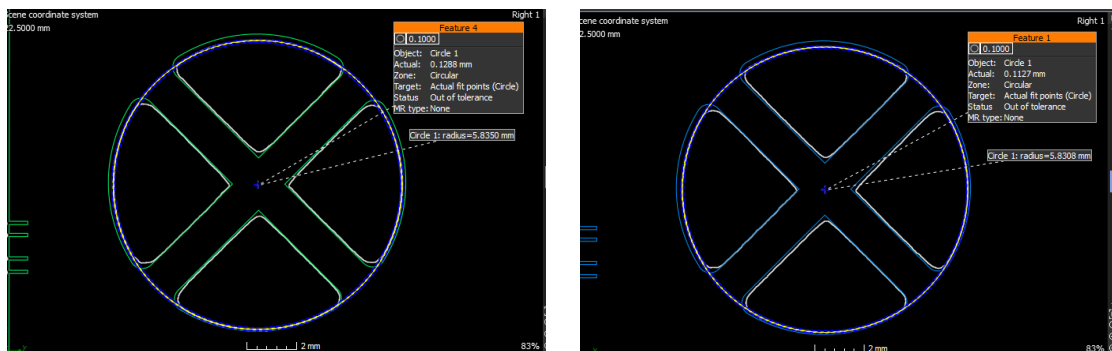 cene coordinate system
Right 1
2.5000 mm
Feature 4
0.1000
Object: Circle 1
Actual: 0.1288 mm
Zone: Circular
Target: Actual fit points (Circle)
Status Out of tolerance
MR type: None
Circle 1: radius=5.8350 mm
2 mm
83%
cene coordinate system
Right 1
2.5000 mm
Feature 1
0.1000
Object: Circle 1
Actual: 0.1127 mm
Zone: Circular
Target: Actual fit points (Circle)
Status Out of tolerance
MR type: None
Circle 1: radius=5.8308 mm
2 mm
83%